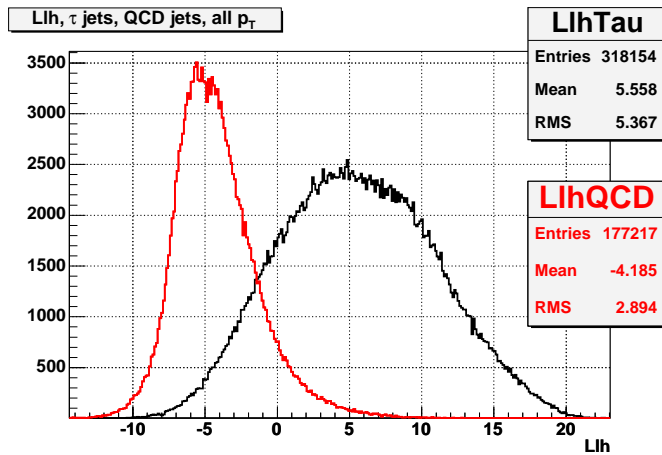 Llh, τ jets, QCD jets, all pT
LlhTau
Entries 318154
Mean 5.558
RMS 5.367
LlhQCD
Entries 177217
Mean -4.185
RMS 2.894
3500
3000
2500
2000
1500
1000
500
-10 -5 0 5 10 15 20
Llh